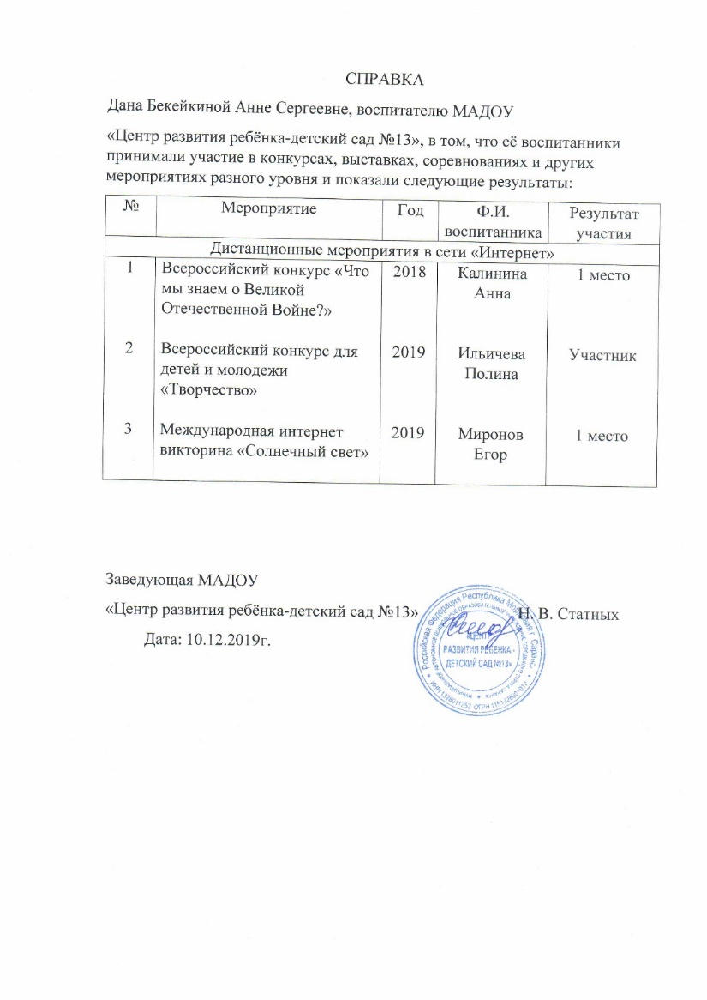 СПРАВКА
Дана Бекейкиной Анне Сергеевне, воспитателю МАДОУ
«Центр развития ребёнка-детский сад №13», в том, что её воспитанники
принимали участие в конкурсах, выставках, соревнованиях и других
мероприятиях разного уровня и показали следующие результаты:
№ Мероприятие Год Ф.И. воспитанника Результат участия
Дистанционные мероприятия в сети «Интернет»
1 Всероссийский конкурс «Что 2018 Калинина 1 место
мы знаем о Великой Анна
Отечественной Войне?»
2 Всероссийский конкурс для 2019 Ильичева Участник
детей и молодежи Полина
«Творчество»
3 Международная интернет 2019 Миронов 1 место
викторина «Солнечный свет» Егор
Заведующая МАДОУ
«Центр развития ребёнка-детский сад №13» Н. В. Статных
Дата: 10.12.2019г.
Российская Федерация Республика Мордовия г. Саранск
«ЦЕНТР
РАЗВИТИЯ РЕБЕНКА -
ДЕТСКИЙ САД №13»